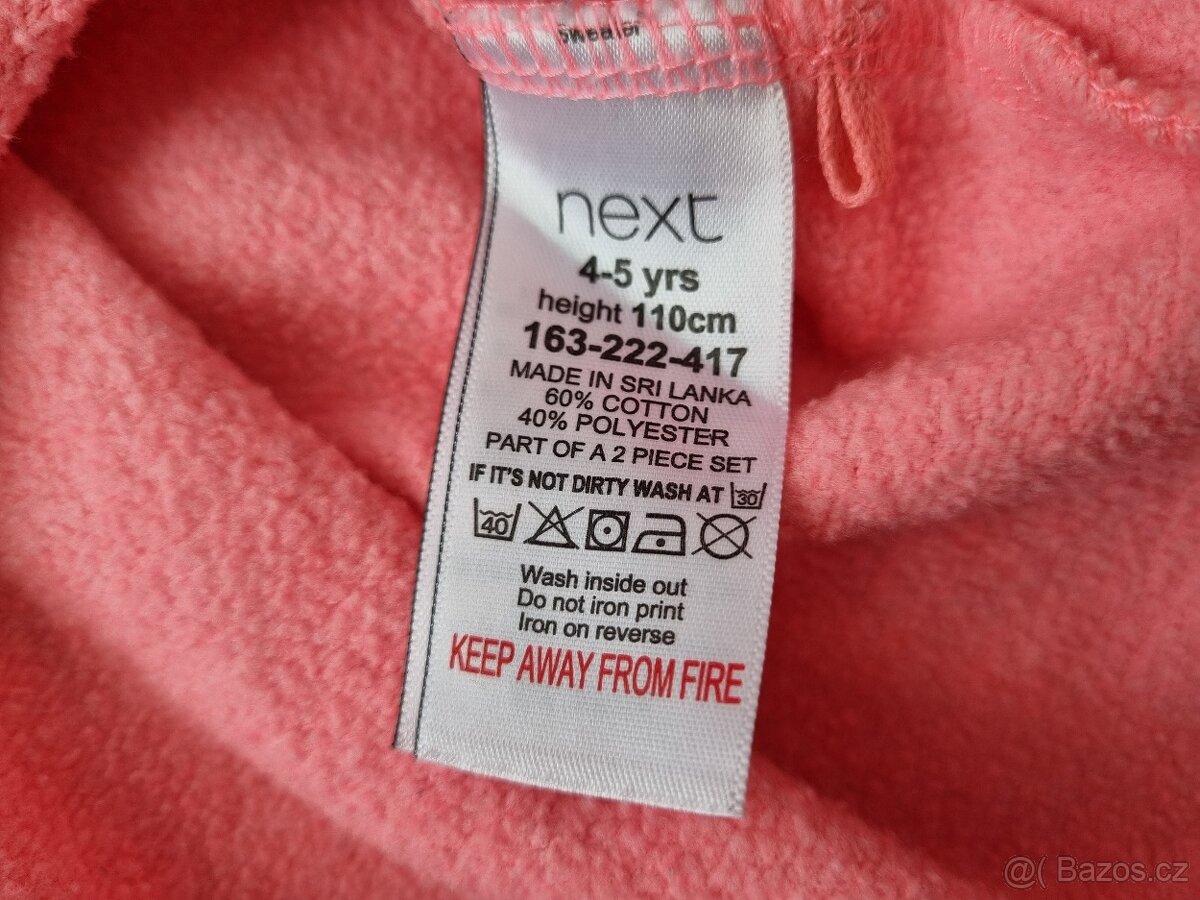 sweater
next
4-5 yrs
height 110cm
163-222-417
MADE IN SRI LANKA
60% COTTON
40% POLYESTER
PART OF A 2 PIECE SET
IF IT'S NOT DIRTY WASH AT 30
40
Wash inside out
Do not iron print
Iron on reverse
KEEP AWAY FROM FIRE
@( Bazos.cz